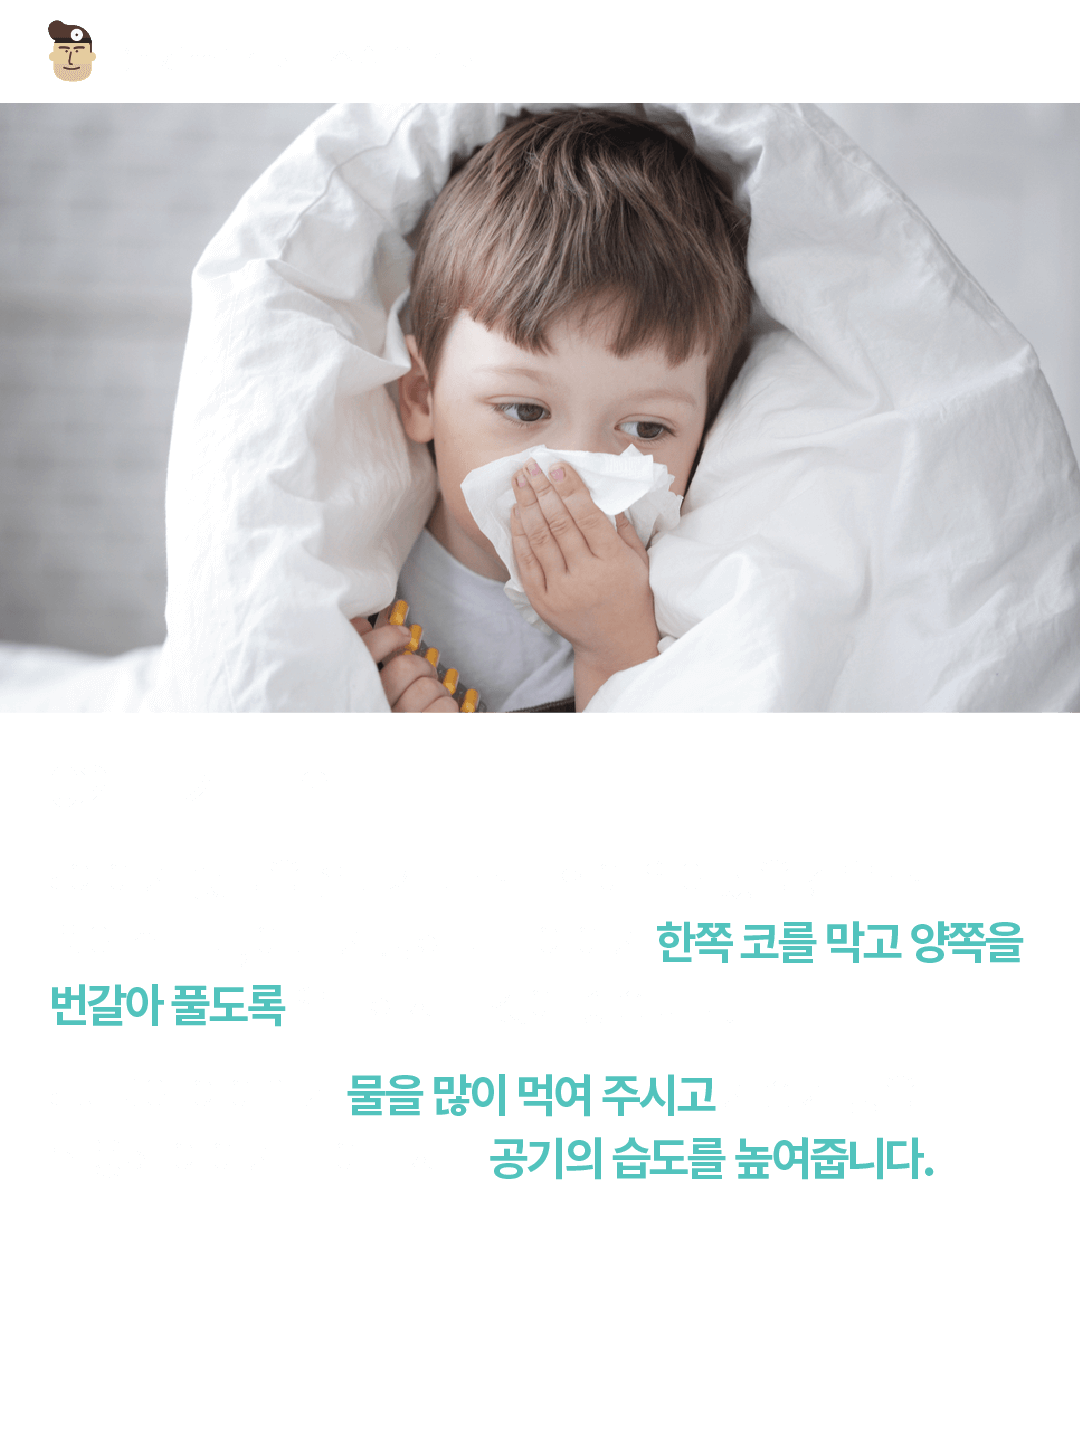 한쪽 코를 막고 양쪽을
번갈아 풀도록
물을 많이 먹여 주시고
공기의 습도를 높여줍니다.